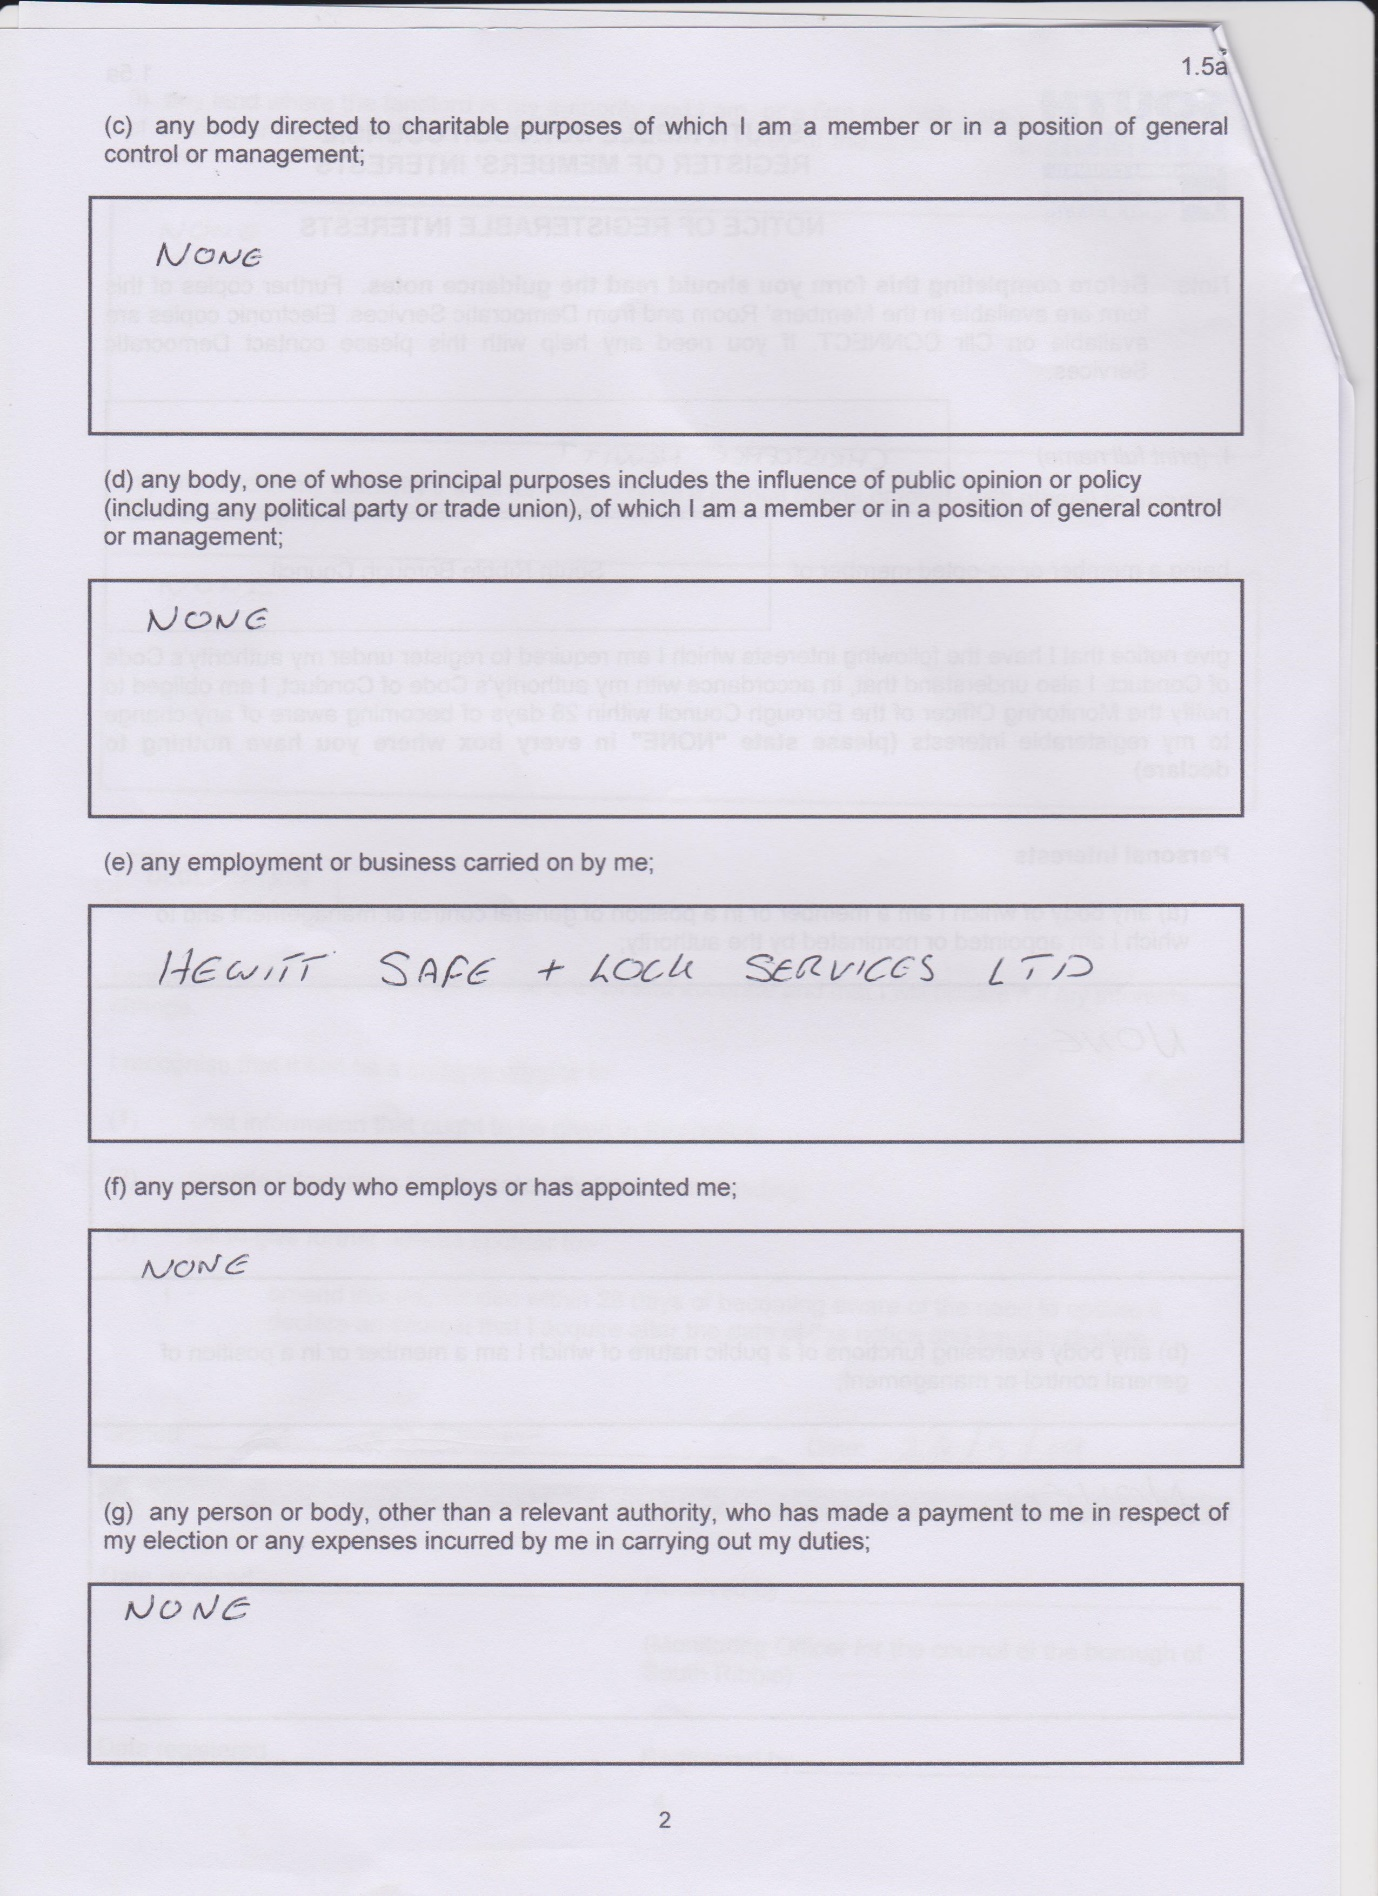 1.5a
(c) any body directed to charitable purposes of which I am a member or in a position of general
control or management;
NONE
(d) any body, one of whose principal purposes includes the influence of public opinion or policy
(including any political party or trade union), of which I am a member or in a position of general control
or management;
NONE
(e) any employment or business carried on by me;
HEWITT SAFE + LOCK SERVICES LTD
(f) any person or body who employs or has appointed me;
NONE
(g) any person or body, other than a relevant authority, who has made a payment to me in respect of
my election or any expenses incurred by me in carrying out my duties;
NONE
2